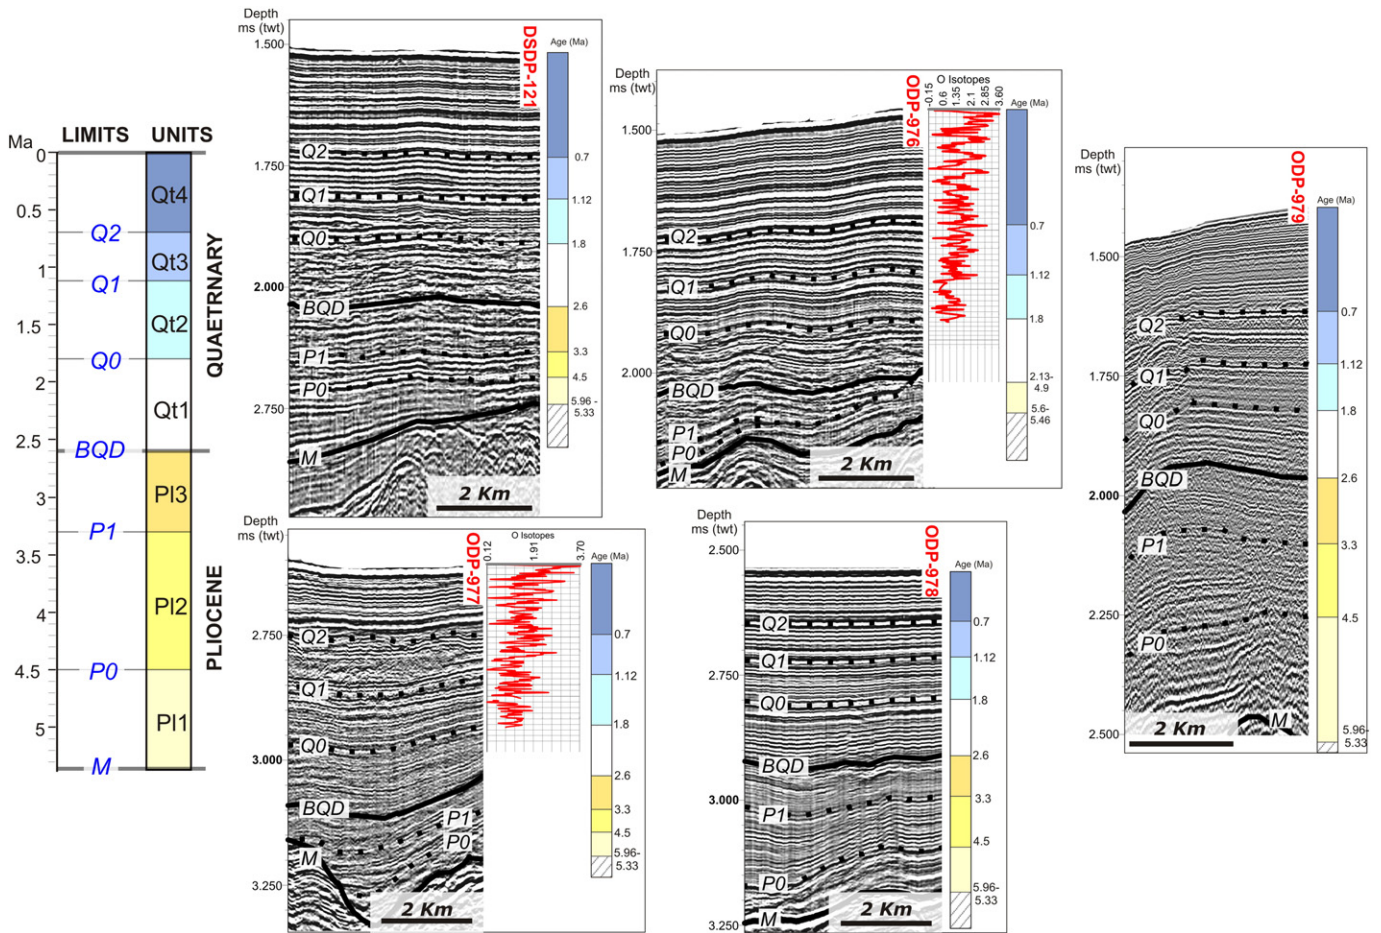 LIMITS UNITS
Ma
0
0.5
1
1.5
2
2.5
3
3.5
4
4.5
5
Q2
Q1
Q0
BQD
P1
P0
M
Qt4
Qt3
Qt2
Qt1
Pl3
Pl2
Pl1
QUAETRNARY
PLIOCENE
Depth
ms (twt)
1.500
1.750
2.000
2.750
DSDP-121
Q2
Q1
Q0
BQD
P1
P0
M
2 Km
Age (Ma)
0.7
1.12
1.8
2.6
3.3
4.5
5.96 -
5.33
Depth
ms (twt)
1.500
1.750
2.000
ODP-976
Q2
Q1
Q0
BQD
P1
P0
M
2 Km
O Isotopes
-0.15
0.6
1.35
2.1
2.85
3.60
Age (Ma)
0.7
1.12
1.8
2.13-
4.9
5.6-
5.46
Depth
ms (twt)
1.500
1.750
2.000
2.250
2.500
ODP-979
Q2
Q1
Q0
BQD
P1
P0
M
2 Km
Age (Ma)
0.7
1.12
1.8
2.6
3.3
4.5
5.96-
5.33
Depth
ms (twt)
2.750
3.000
3.250
ODP-977
Q2
Q1
Q0
BQD
P1
P0
M
2 Km
O Isotopes
0.12
1.91
3.70
Age (Ma)
0.7
1.12
1.8
2.6
3.3
4.5
5.96-
5.33
Depth
ms (twt)
2.500
2.750
3.000
3.250
ODP-978
Q2
Q1
Q0
BQD
P1
P0
M
2 Km
Age (Ma)
0.7
1.12
1.8
2.6
3.3
4.5
5.96-
5.33